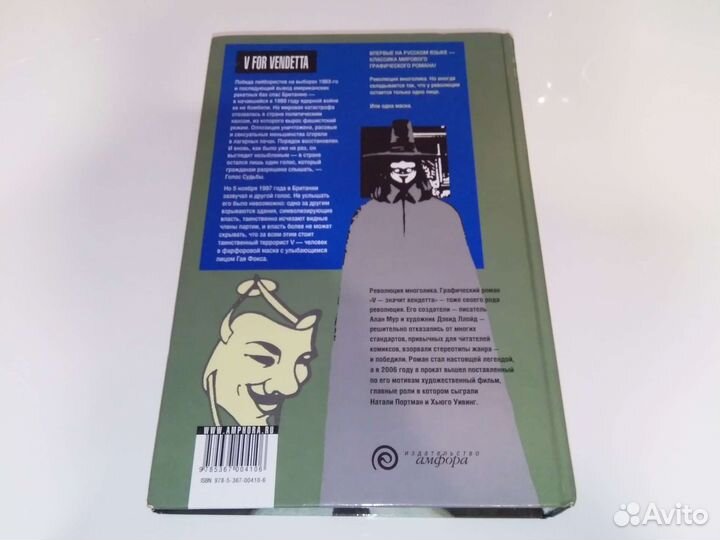 V FOR VENDETTA
Победа лейбористов на выборах 1983-го
и последующий вывод американских
ракетных баз спас Британию —
в начавшейся в 1988 году ядерной войне
ее не бомбили. Но мировая катастрофа
отозвалась в стране политическим
хаосом, из которого вырос фашистский
режим. Оппозиция уничтожена, расовые
и сексуальные меньшинства сгорели
в лагерных печах. Порядок восстановлен.
И вновь, как было уже не раз, он
выглядит незыблемым — в стране
остался лишь один голос, который
гражданам разрешено слышать, —
Голос Судьбы.
Но 5 ноября 1997 года в Британии
зазвучал и другой голос. Не услышать
его было невозможно: одно за другим
взрываются здания, символизирующие
власть, таинственно исчезают видные
члены партии, и власть более не может
скрывать, что за всем этим стоит
таинственный террорист V — человек
в фарфоровой маске с улыбающимся
лицом Гая Фокса.
ВПЕРВЫЕ НА РУССКОМ ЯЗЫКЕ —
КЛАССИКА МИРОВОГО
ГРАФИЧЕСКОГО РОМАНА!
Революция многолика. Но иногда
складывается так, что у революции
остается только одно лицо.
Или одна маска.
Революция многолика. Графический роман
«V — значит вендетта» — тоже своего рода
революция. Его создатели — писатель
Алан Мур и художник Дэвид Ллойд —
решительно отказались от многих
стандартов, привычных для читателей
комиксов, взорвали стереотипы жанра —
и победили. Роман стал настоящей легендой,
а в 2006 году в прокат вышел поставленный
по его мотивам художественный фильм,
главные роли в котором сыграли
Натали Портман и Хьюго Уивинг.
WWW.AMPHORA.RU
9785367004106
ISBN 978-5-367-00410-6
ИЗДАТЕЛЬСТВО
амфора
Avito